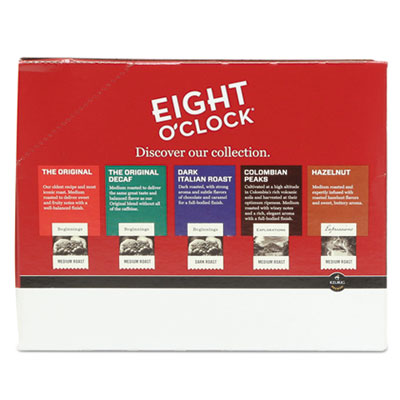 EIGHT
O'CLOCK®
Discover our collection.
THE ORIGINAL
Our oldest recipe and most
iconic roast. Medium
roasted to deliver sweet
and fruity notes with a
well-balanced finish.
Beginnings
MEDIUM ROAST
THE ORIGINAL
DECAF
Medium roasted to deliver
the same great taste and
balanced flavor as our
Original blend without all
of the caffeine.
Beginnings
MEDIUM ROAST
DARK
ITALIAN ROAST
Dark roasted, with strong
aroma and subtle flavors
of chocolate and caramel
for a full-bodied finish.
Beginnings
DARK ROAST
COLOMBIAN
PEAKS
Cultivated at a high altitude
in Colombia's rich volcanic
soils and harvested at their
optimum ripeness. Medium
roasted with winey notes
and a rich, elegant aroma
with a full-bodied finish.
EXPLORATIONS
MEDIUM ROAST
HAZELNUT
Medium roasted and
expertly infused with
roasted hazelnut flavors
and sweet, buttery aroma.
Expressions
MEDIUM ROAST
KEURIG